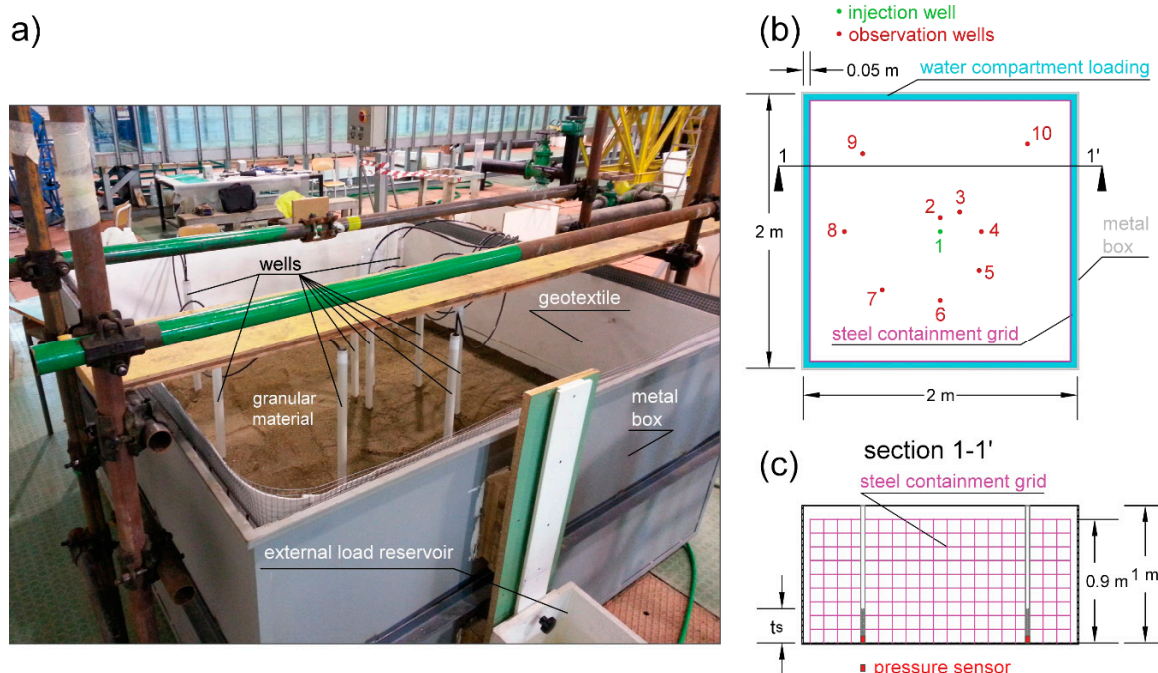 a)
wells
geotextile
granular
material
metal
box
external load reservoir
(b)
• injection well
• observation wells
0.05 m
water compartment loading
9
10
1
1'
2
3
8
4
1
2 m
metal
box
5
7
6
steel containment grid
2 m
(c)
section 1-1'
steel containment grid
0.9 m
1 m
ts
pressure sensor